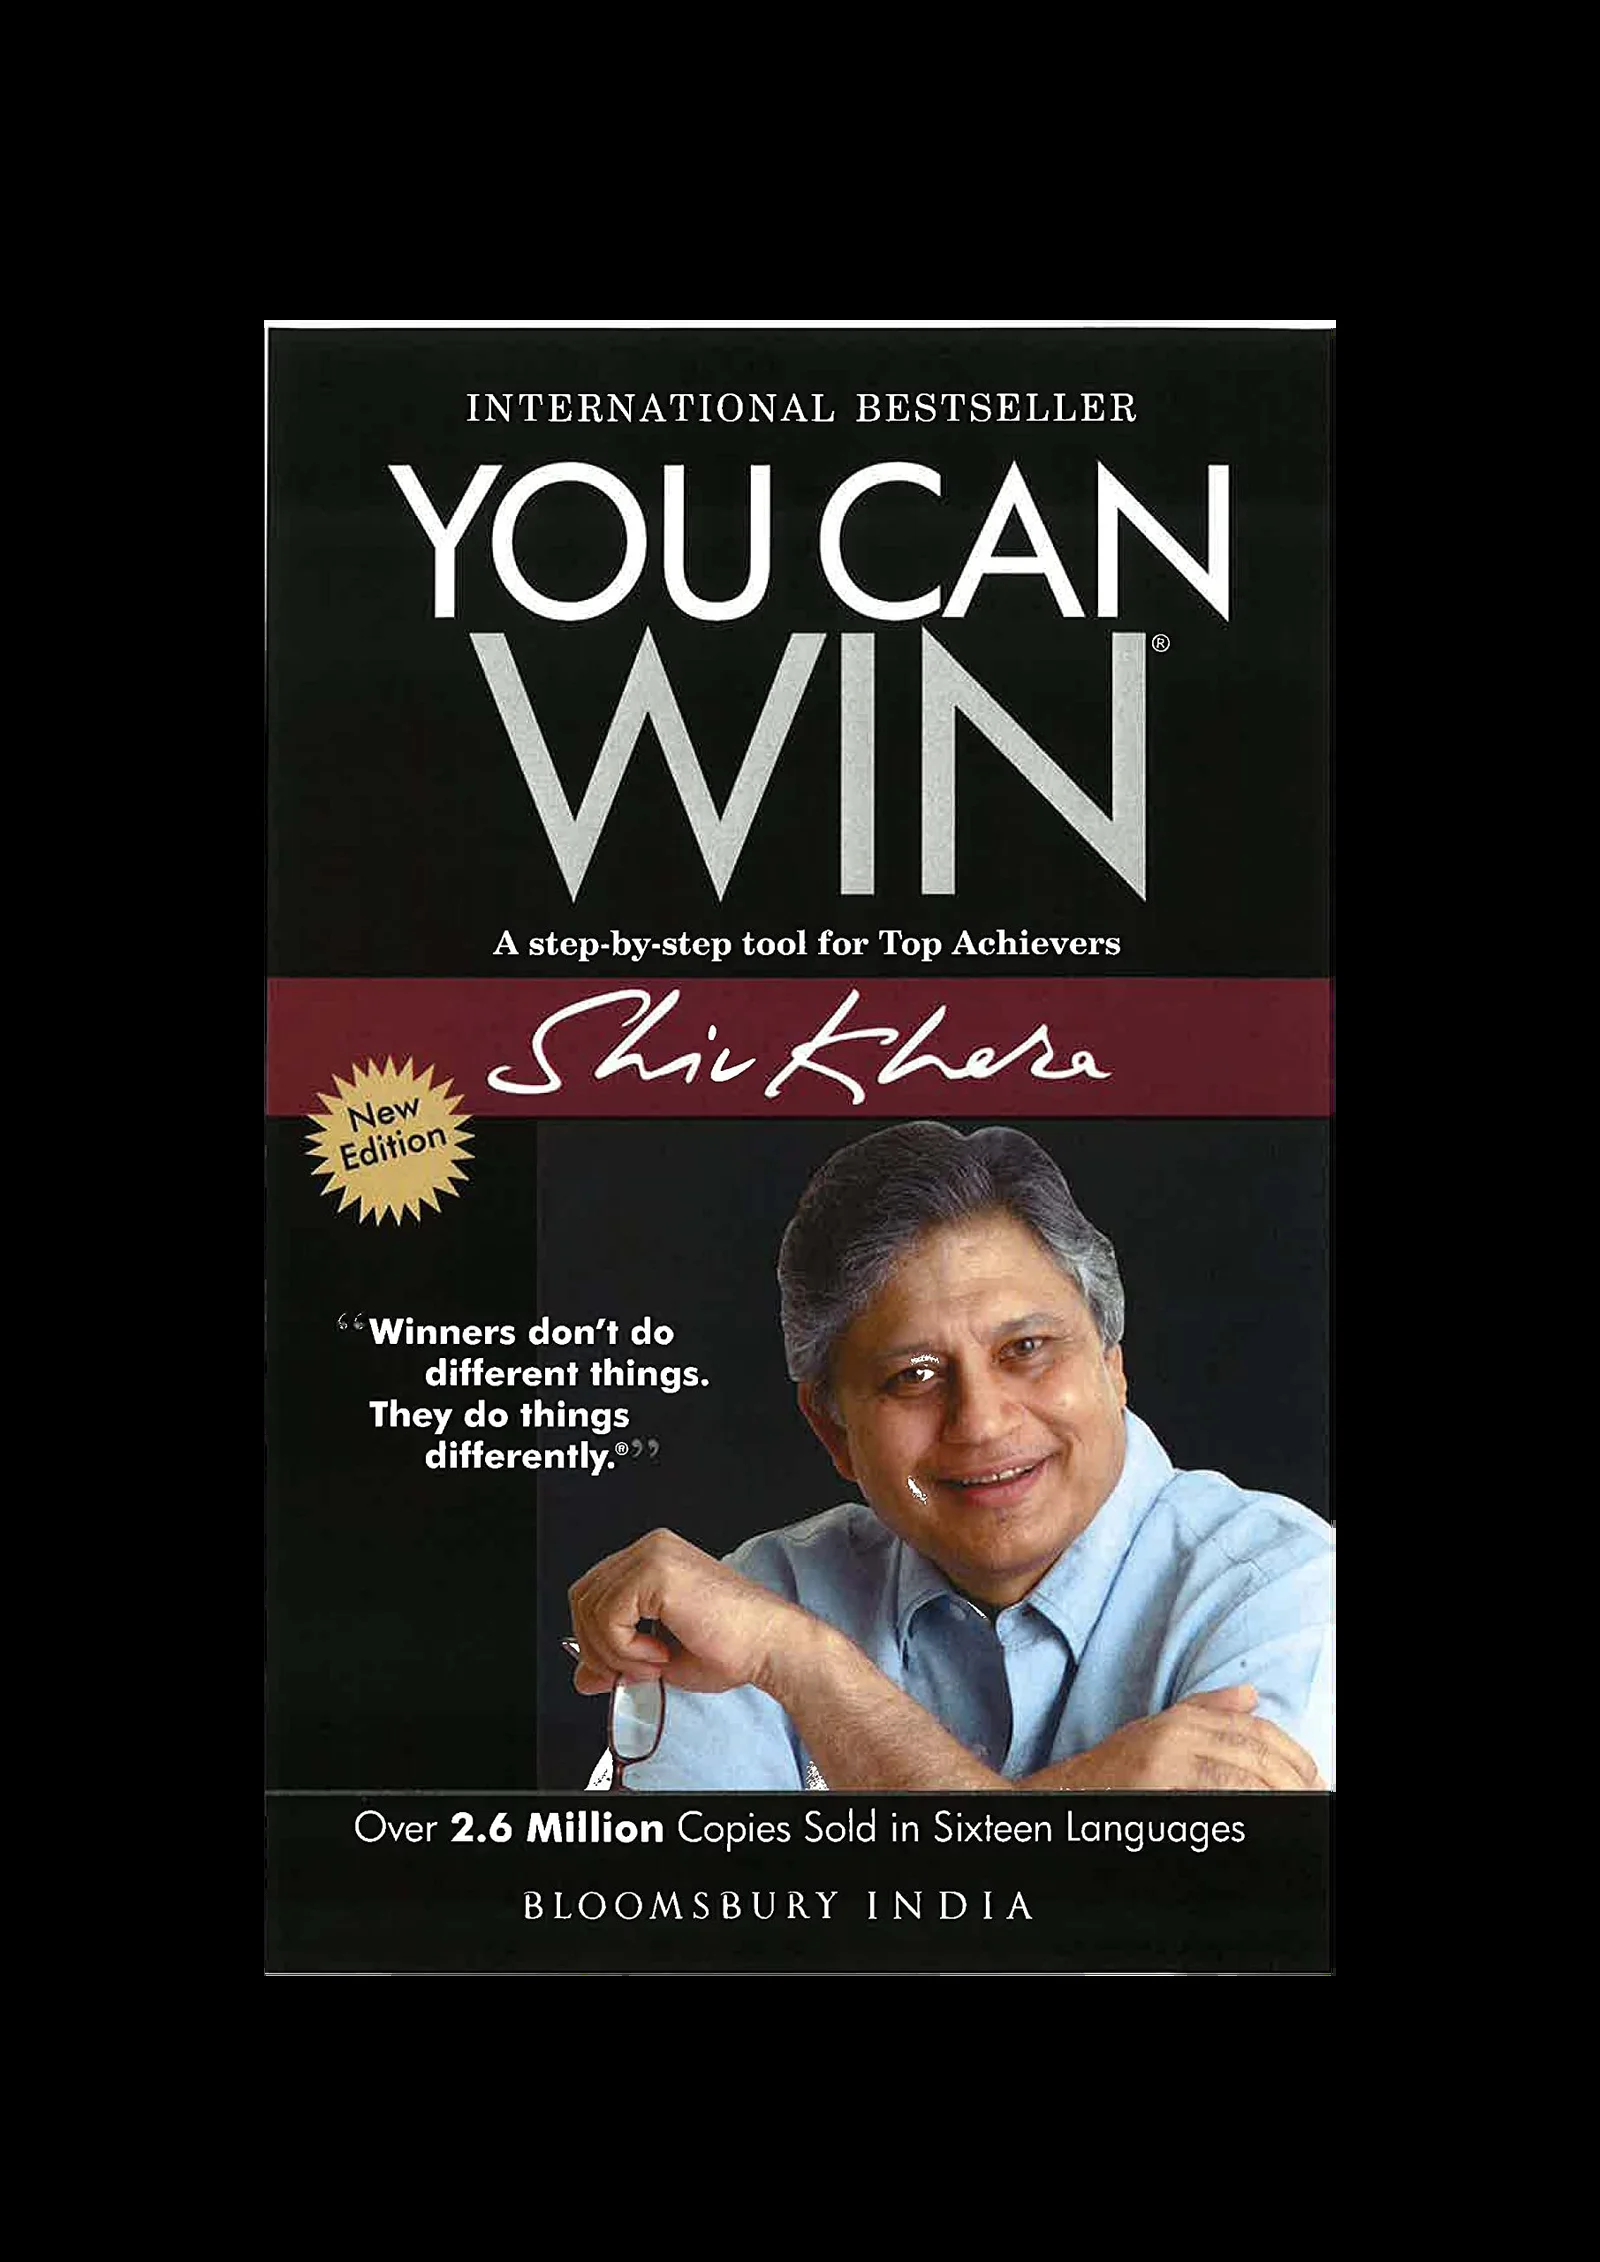 INTERNATIONAL BESTSELLER
YOU CAN
WIN®
A step-by-step tool for Top Achievers
Shiv Khera
New
Edition
“Winners don’t do
different things.
They do things
differently.®”
Over 2.6 Million Copies Sold in Sixteen Languages
BLOOMSBURY INDIA